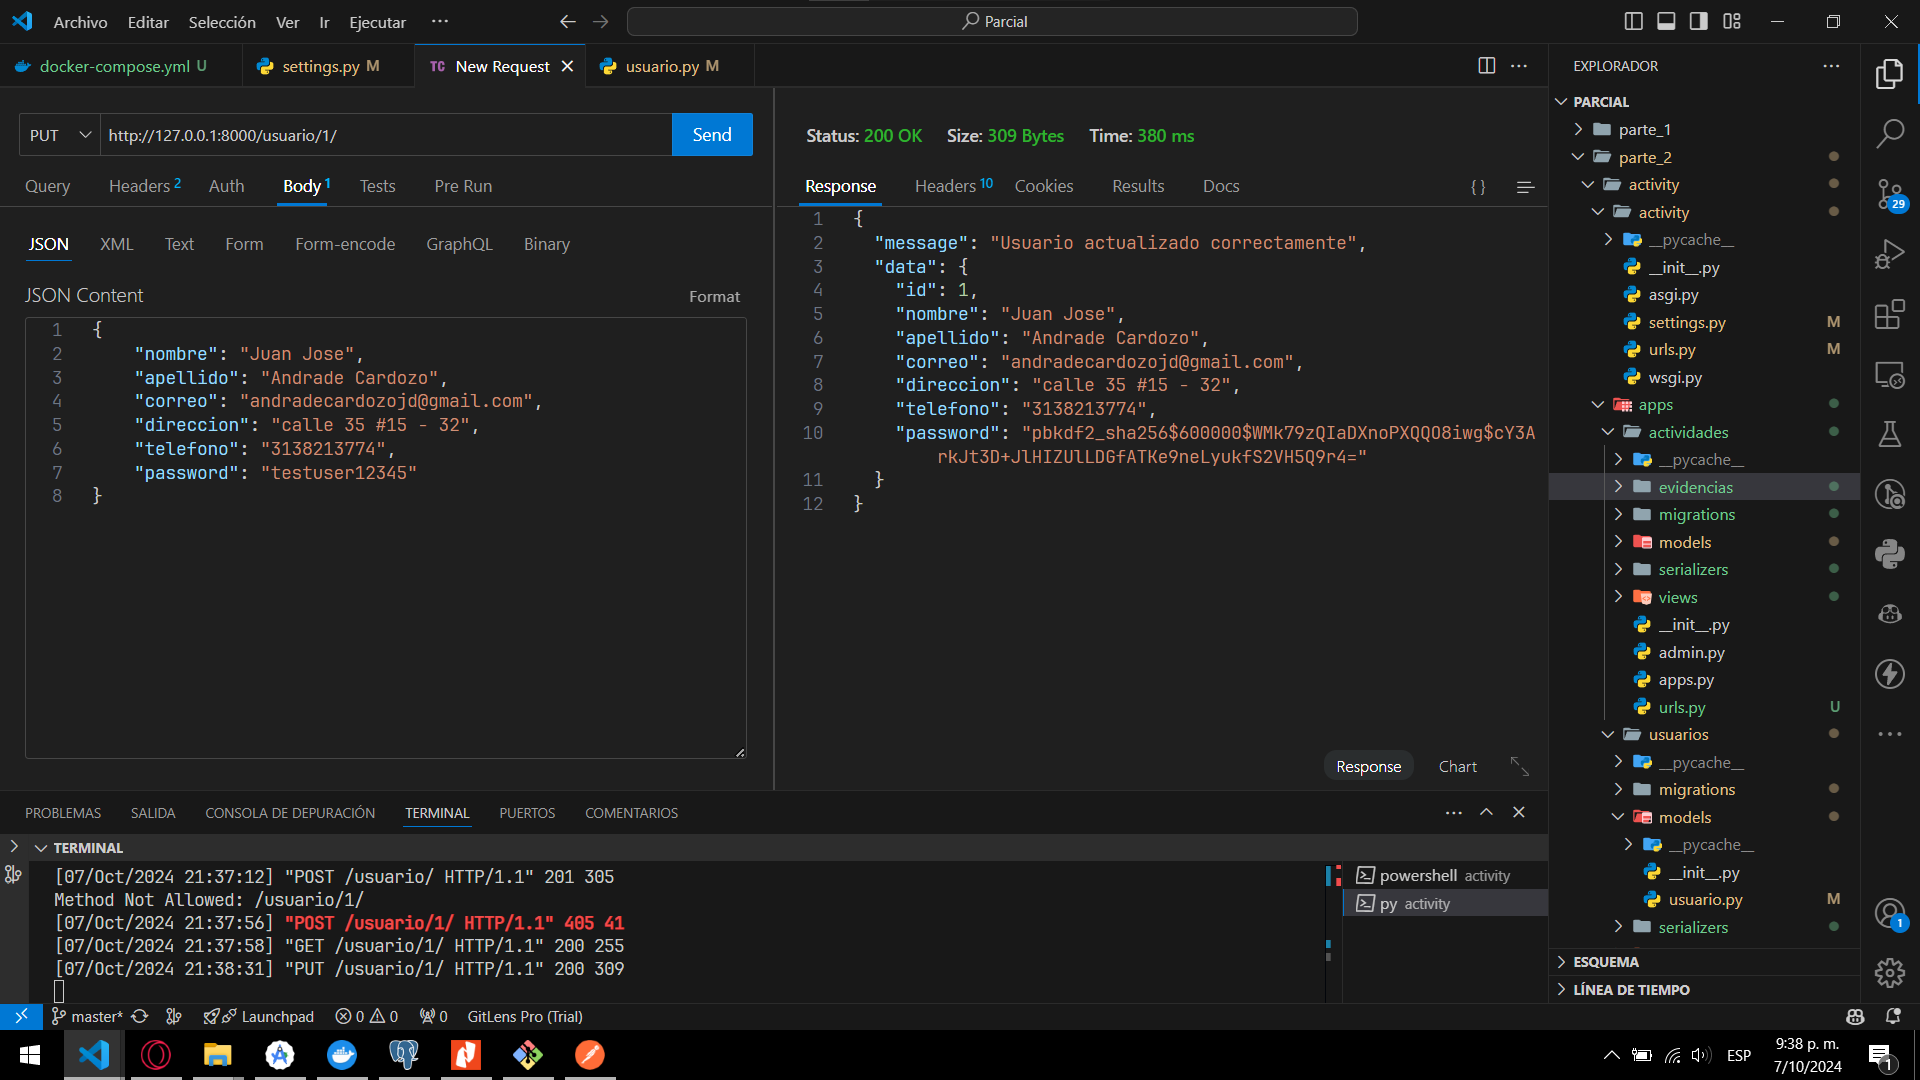 Archivo Editar Selección Ver Ir Ejecutar ···
Parcial
docker-compose.yml U
settings.py M
TC New Request
usuario.py M
PUT
http://127.0.0.1:8000/usuario/1/
Send
Query Headers 2 Auth Body 1 Tests Pre Run
JSON XML Text Form Form-encode GraphQL Binary
JSON Content
Format
1 {
2 "nombre": "Juan Jose",
3 "apellido": "Andrade Cardozo",
4 "correo": "andradecardozojd@gmail.com",
5 "direccion": "calle 35 #15 - 32",
6 "telefono": "3138213774",
7 "password": "testuser12345"
8 }
Status: 200 OK Size: 309 Bytes Time: 380 ms
Response Headers 10 Cookies Results Docs
{ }
1 {
2 "message": "Usuario actualizado correctamente",
3 "data": {
4 "id": 1,
5 "nombre": "Juan Jose",
6 "apellido": "Andrade Cardozo",
7 "correo": "andradecardozojd@gmail.com",
8 "direccion": "calle 35 #15 - 32",
9 "telefono": "3138213774",
10 "password": "pbkdf2_sha256$600000$WMk79zQIaDXnoPXQQO8iwg$cY3A
rkJt3D+JlHIZUlLLDGfATKe9neLyukfS2VH5Q9r4="
11 }
12 }
Response Chart
PROBLEMAS SALIDA CONSOLA DE DEPURACIÓN TERMINAL PUERTOS COMENTARIOS
TERMINAL
[07/Oct/2024 21:37:12] "POST /usuario/ HTTP/1.1" 201 305
Method Not Allowed: /usuario/1/
[07/Oct/2024 21:37:56] "POST /usuario/1/ HTTP/1.1" 405 41
[07/Oct/2024 21:37:58] "GET /usuario/1/ HTTP/1.1" 200 255
[07/Oct/2024 21:38:31] "PUT /usuario/1/ HTTP/1.1" 200 309
powershell activity
py activity
EXPLORADOR
PARCIAL
parte_1
parte_2
activity
activity
__pycache__
__init__.py
asgi.py
settings.py M
urls.py M
wsgi.py
apps
actividades
__pycache__
evidencias
migrations
models
serializers
views
__init__.py
admin.py
apps.py
urls.py U
usuarios
__pycache__
migrations
models
__pycache__
__init__.py
usuario.py M
serializers
ESQUEMA
LÍNEA DE TIEMPO
29
1
master* Launchpad 0 0 0 GitLens Pro (Trial)
ESP
9:38 p. m.
7/10/2024
1